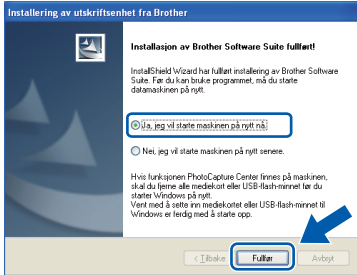 Installering av utskriftsenhet fra Brother
Installasjon av Brother Software Suite fullført!
InstallShield Wizard har fullført installering av Brother Software
Suite. Før du kan bruke programmet, må du starte
datamaskinen på nytt.
Ja, jeg vil starte maskinen på nytt nå.
Nei, jeg vil starte maskinen på nytt senere.
Hvis funksjonen PhotoCapture Center finnes på maskinen,
skal du fjerne alle mediekort eller USB-flash-minnet før du
starter Windows på nytt.
Vent med å sette inn mediekortet eller USB-flash-minnet til
Windows er ferdig med å starte opp.
< Tilbake
Fullfør
Avbryt